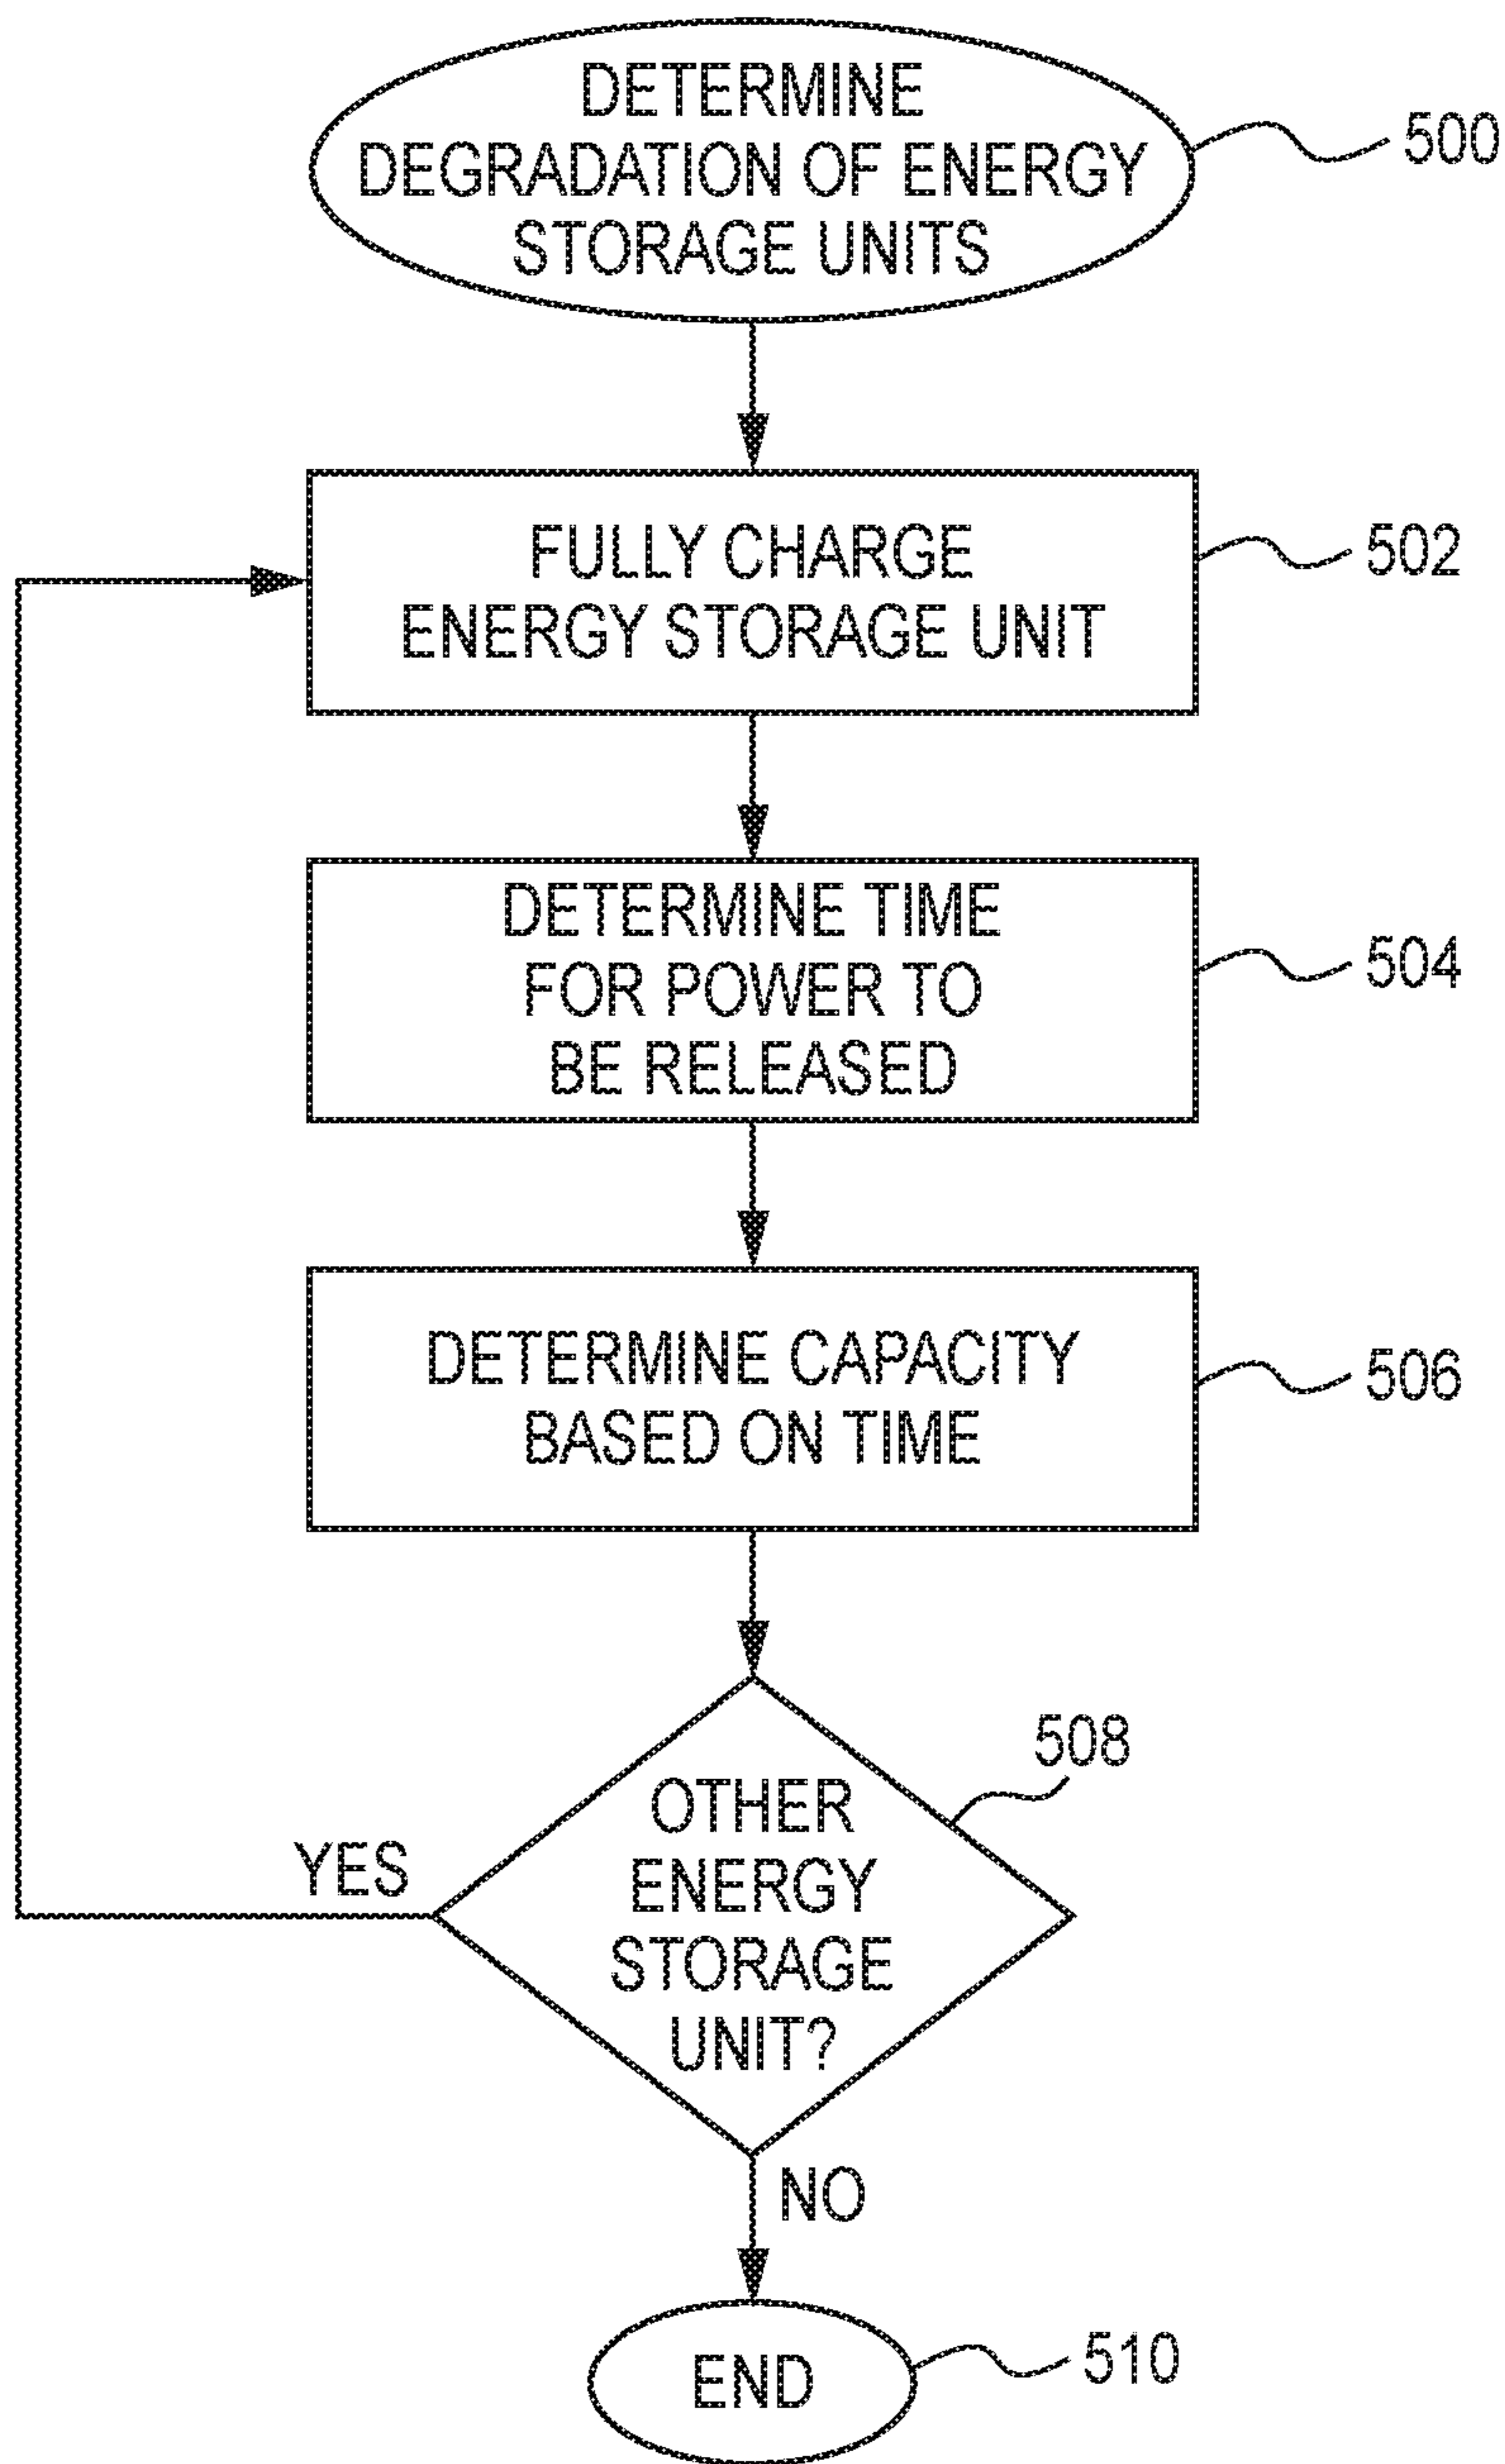 DETERMINE
DEGRADATION OF ENERGY
STORAGE UNITS
500
FULLY CHARGE
ENERGY STORAGE UNIT
502
DETERMINE TIME
FOR POWER TO
BE RELEASED
504
DETERMINE CAPACITY
BASED ON TIME
506
508
OTHER
ENERGY
STORAGE
UNIT?
YES
NO
END
510